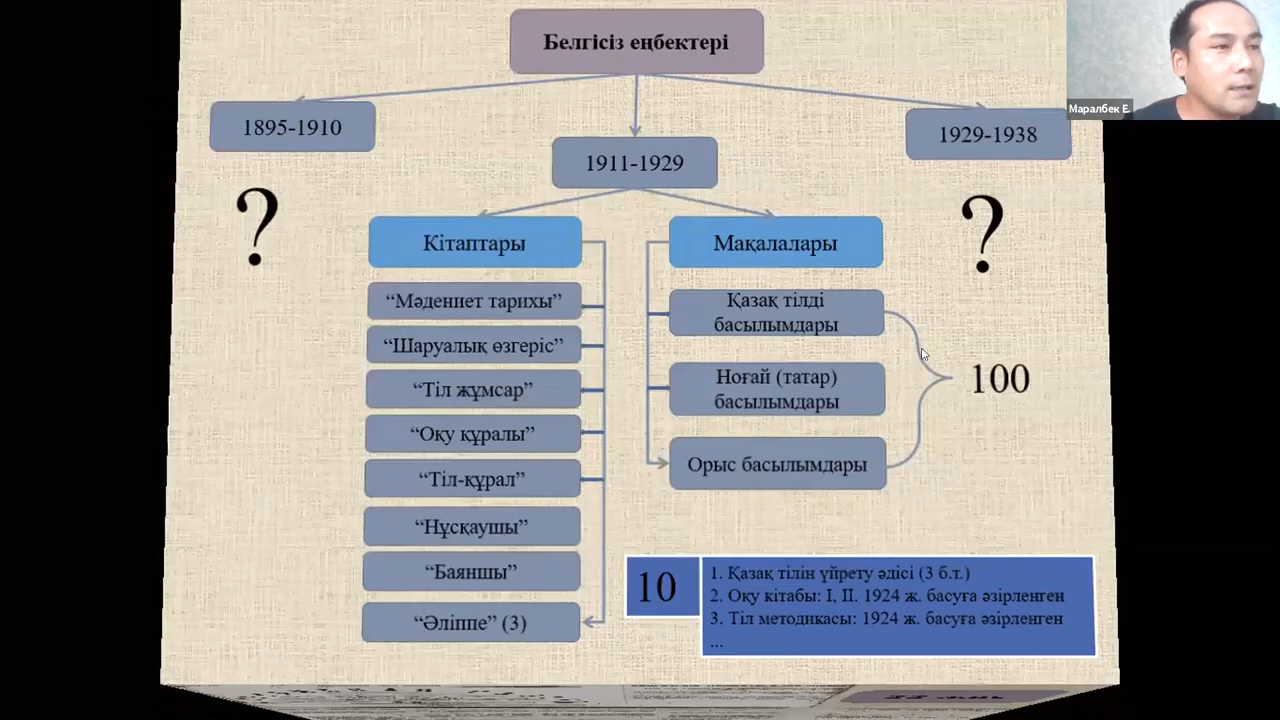 Белгісіз еңбектері
Маралбек Е.
1895-1910
1911-1929
1929-1938
?
?
Кітаптары
“Мәдениет тарихы”
“Шаруалық өзгеріс”
“Тіл жұмсар”
“Оқу құралы”
“Тіл-құрал”
“Нұсқаушы”
“Баяншы”
“Әліппе” (3)
Мақалалары
Қазақ тілді
басылымдары
Ноғай (татар)
басылымдары
Орыс басылымдары
100
10
1. Қазақ тілін үйрету әдісі (3 б.т.)
2. Оқу кітабы: I, II. 1924 ж. басуға әзірленген
3. Тіл методикасы: 1924 ж. басуға әзірленген
...